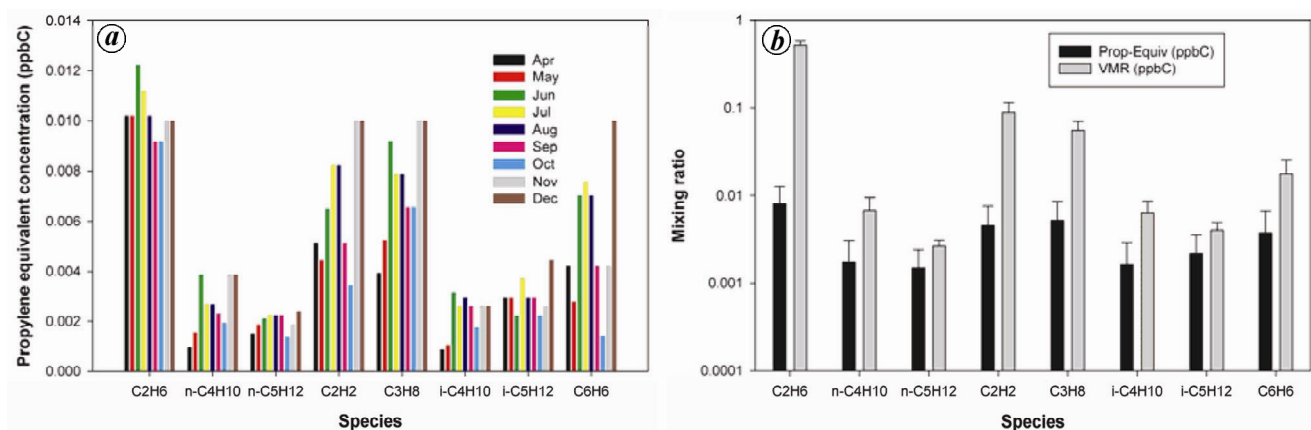 a
Propylene equivalent concentration (ppbC)
0.014
0.012
0.010
0.008
0.006
0.004
0.002
0.000
Apr
May
Jun
Jul
Aug
Sep
Oct
Nov
Dec
C2H6 n-C4H10 n-C5H12 C2H2 C3H8 i-C4H10 i-C5H12 C6H6
Species
b
Mixing ratio
1
0.1
0.01
0.001
0.0001
Prop-Equiv (ppbC)
VMR (ppbC)
C2H6 n-C4H10 n-C5H12 C2H2 C3H8 i-C4H10 i-C5H12 C6H6
Species